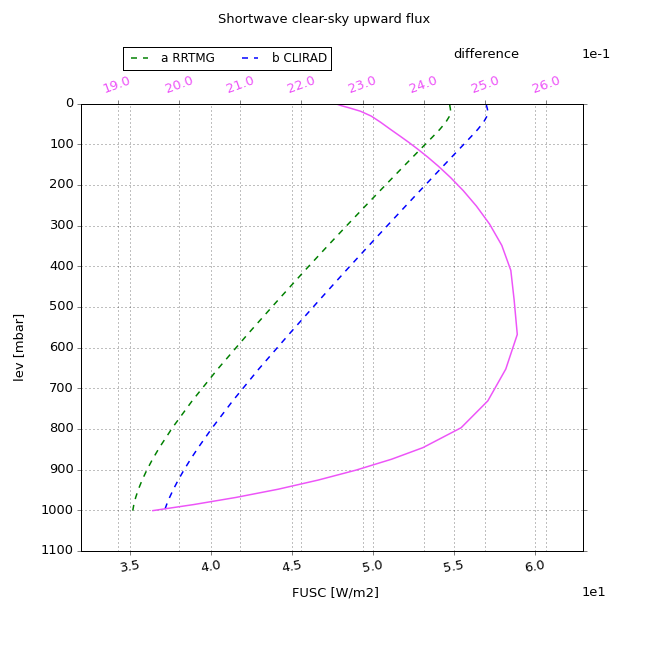 Shortwave clear-sky upward flux
a RRTMG b CLIRAD difference 1e-1
19.0 20.0 21.0 22.0 23.0 24.0 25.0 26.0
0
100
200
300
400
500
600
700
800
900
1000
1100
lev [mbar]
3.5 4.0 4.5 5.0 5.5 6.0
FUSC [W/m2] 1e1